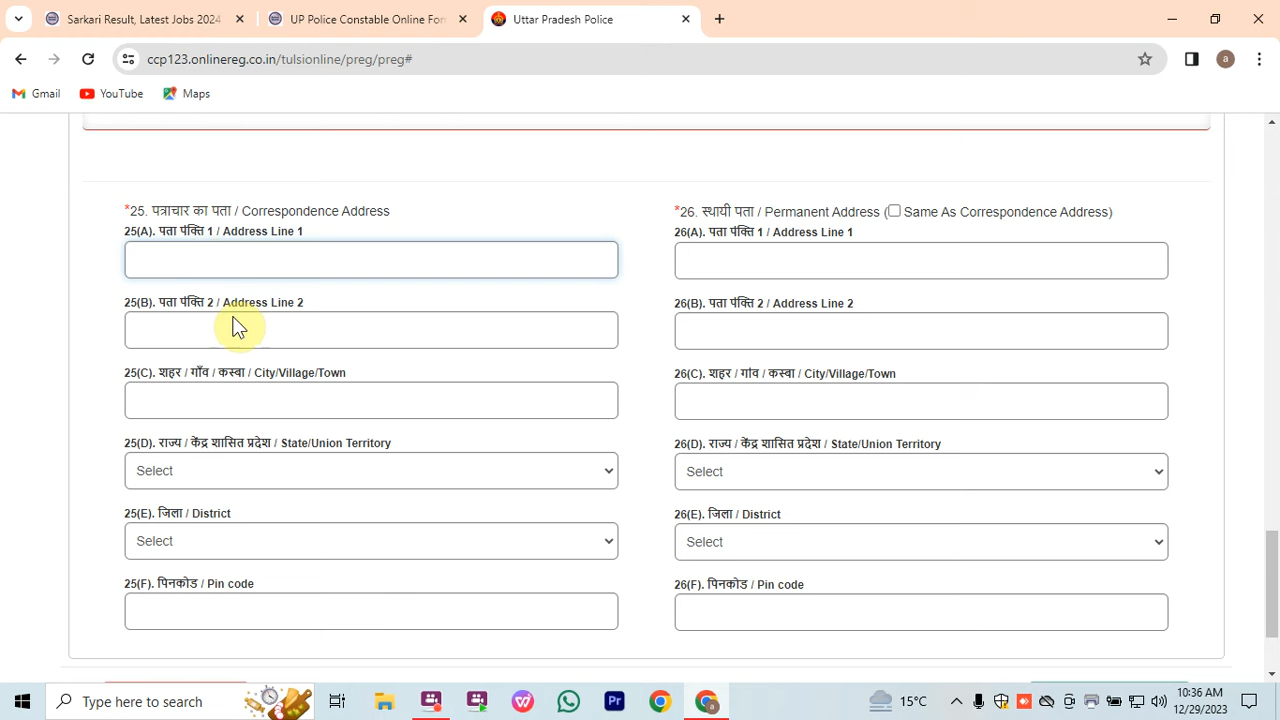 Sarkari Result, Latest Jobs 2024
UP Police Constable Online For
Uttar Pradesh Police
ccp123.onlinereg.co.in/tulsionline/preg/preg#
a
Gmail
YouTube
Maps
*25. पत्राचार का पता / Correspondence Address
25(A). पता पंक्ति 1 / Address Line 1
25(B). पता पंक्ति 2 / Address Line 2
25(C). शहर / गाँव / कस्बा / City/Village/Town
25(D). राज्य / केंद्र शासित प्रदेश / State/Union Territory
Select
25(E). जिला / District
Select
25(F). पिनकोड / Pin code
*26. स्थायी पता / Permanent Address (Same As Correspondence Address)
26(A). पता पंक्ति 1 / Address Line 1
26(B). पता पंक्ति 2 / Address Line 2
26(C). शहर / गांव / कस्बा / City/Village/Town
26(D). राज्य / केंद्र शासित प्रदेश / State/Union Territory
Select
26(E). जिला / District
Select
26(F). पिनकोड / Pin code
Type here to search
Pr
15°C
10:36 AM
12/29/2023